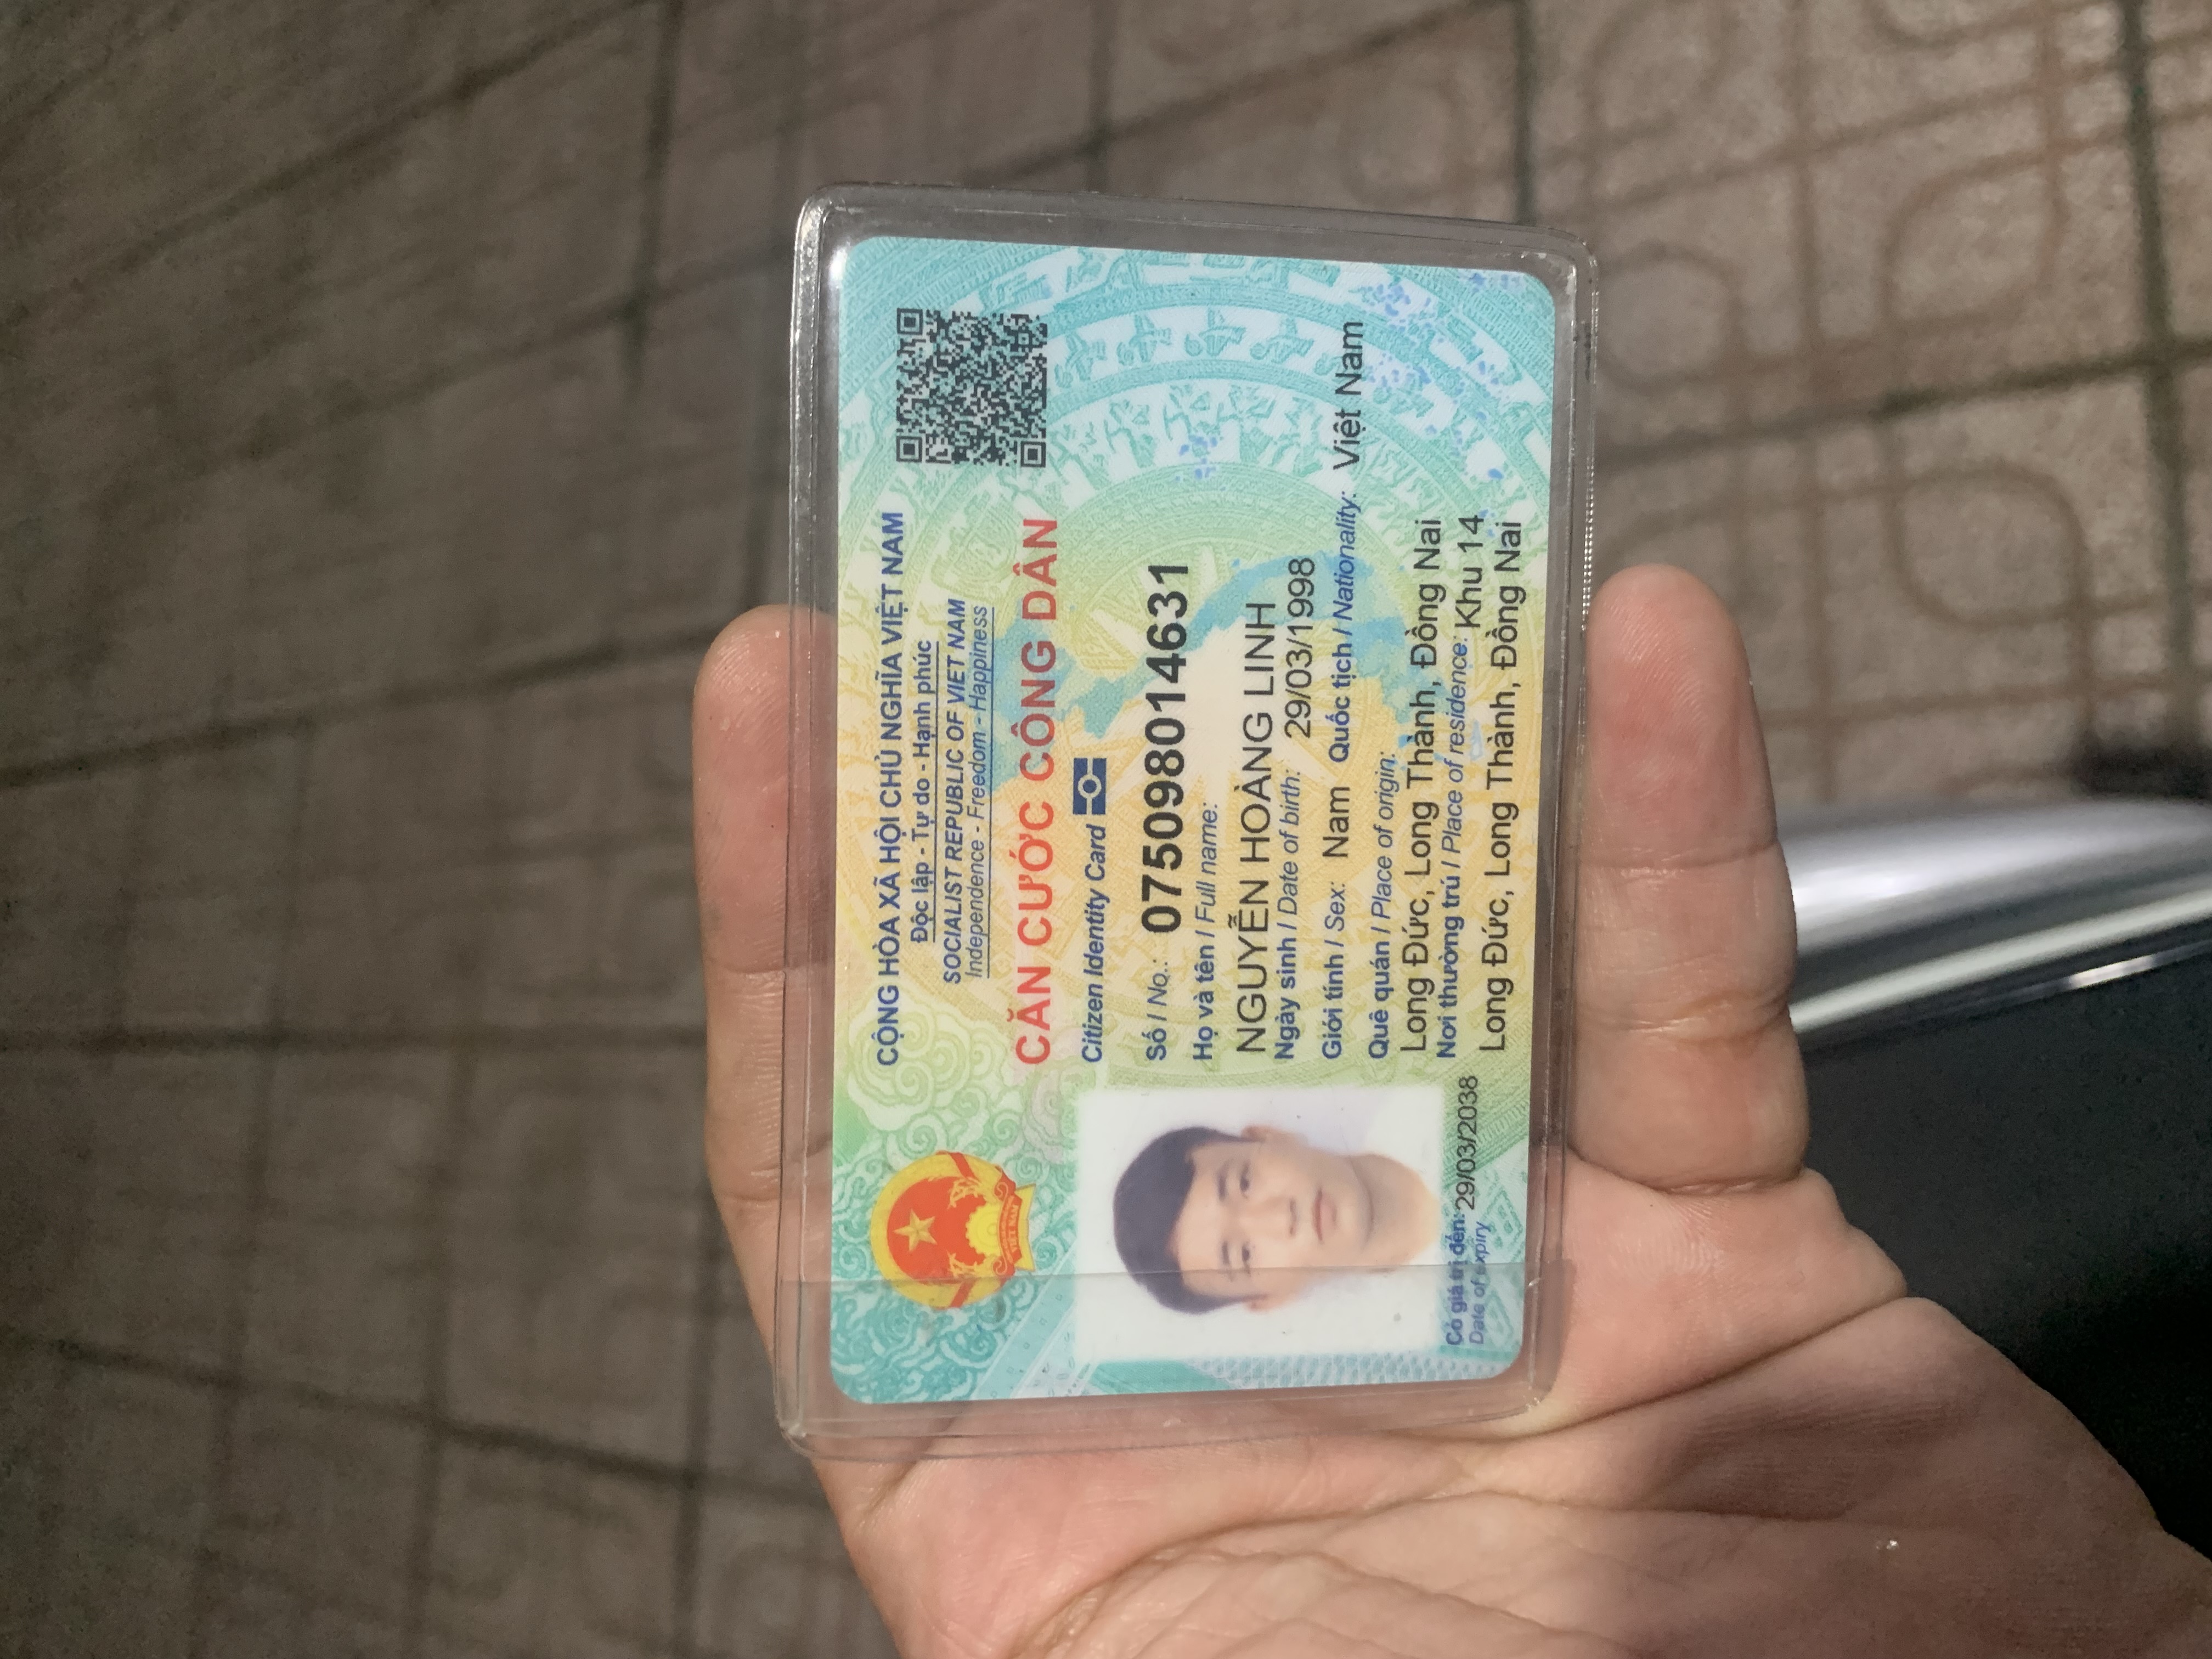 CỘNG HÒA XÃ HỘI CHỦ NGHĨA VIỆT NAM
Độc lập - Tự do - Hạnh phúc
SOCIALIST REPUBLIC OF VIET NAM
Independence - Freedom - Happiness
CĂN CƯỚC CÔNG DÂN
Citizen Identity Card
Số / No.: 075098014631
Họ và tên / Full name:
NGUYỄN HOÀNG LINH
Ngày sinh / Date of birth: 29/03/1998
Giới tính / Sex: Nam Quốc tịch / Nationality: Việt Nam
Quê quán / Place of origin:
Long Đức, Long Thành, Đồng Nai
Nơi thường trú / Place of residence: Khu 14
Long Đức, Long Thành, Đồng Nai
Có giá trị đến: 29/03/2038
Date of expiry
VIỆT NAM